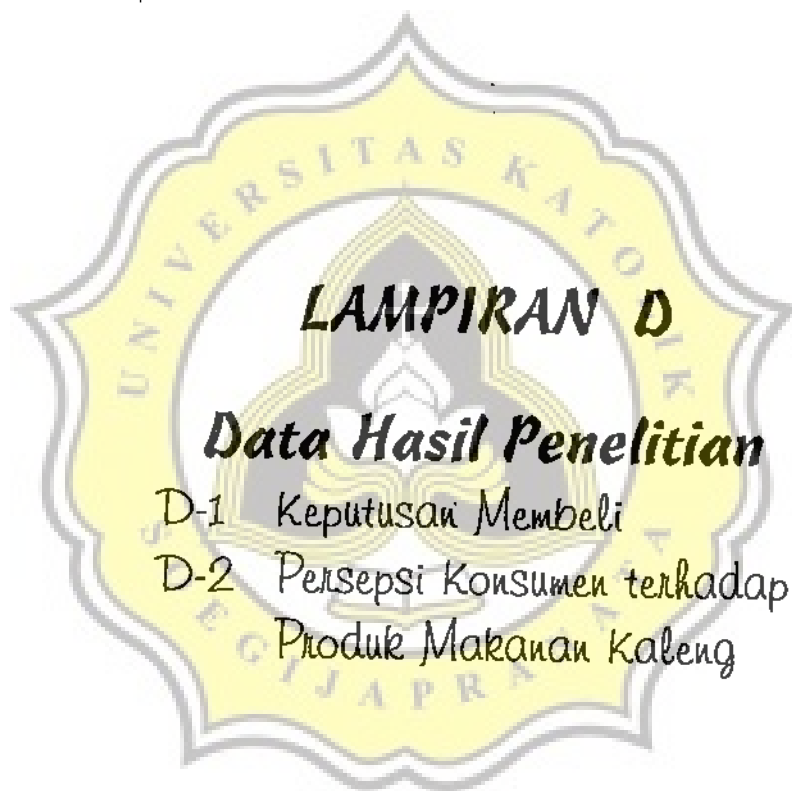 UNIVERSITAS KATOLIK
LAMPIRAN D
Data Hasil Penelitian
D-1 Keputusan Membeli
D-2 Persepsi Konsumen terhadap
Produk Makanan Kaleng
SOEGIJAPRANATA